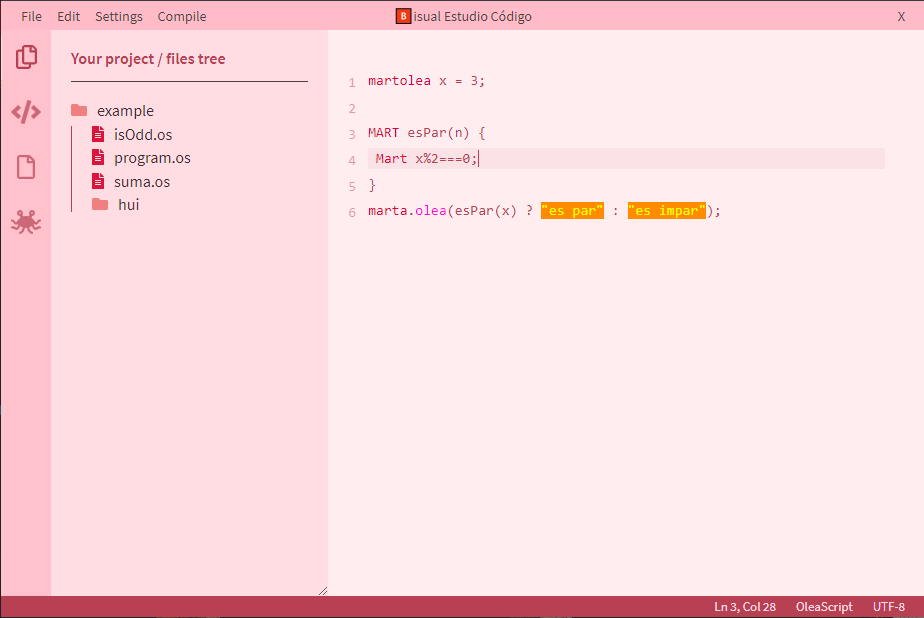 File Edit Settings Compile
B isual Estudio Código
X
Your project / files tree
example
isOdd.os
program.os
suma.os
hui
1 martolea x = 3;
2
3 MART esPar(n) {
4 Mart x%2===0;
5 }
6 marta.olea(esPar(x) ? "es par" : "es impar");
Ln 3, Col 28 OleaScript UTF-8